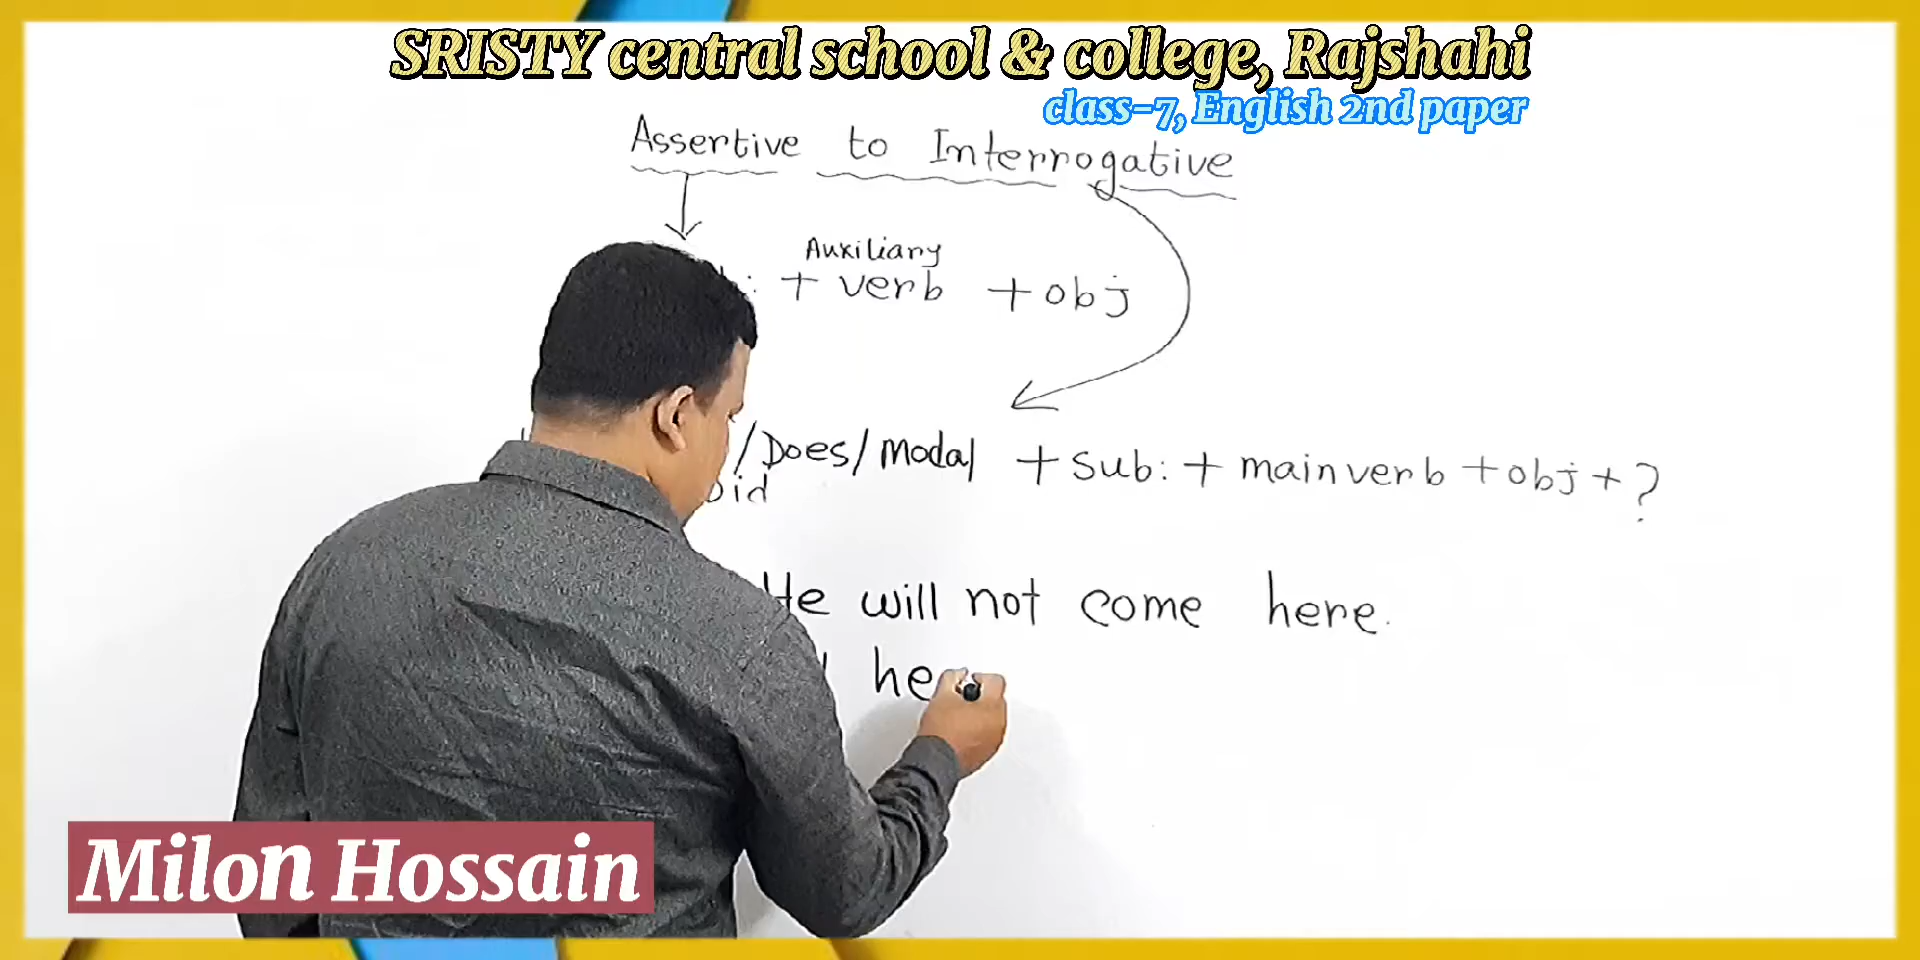 SRISTY central school & college, Rajshahi
class-7, English 2nd paper
Assertive to Interrogative
Auxiliary
+ verb + obj
/Does/Modal + sub: + main verb + obj + ?
Did
He will not come here.
he
Milon Hossain